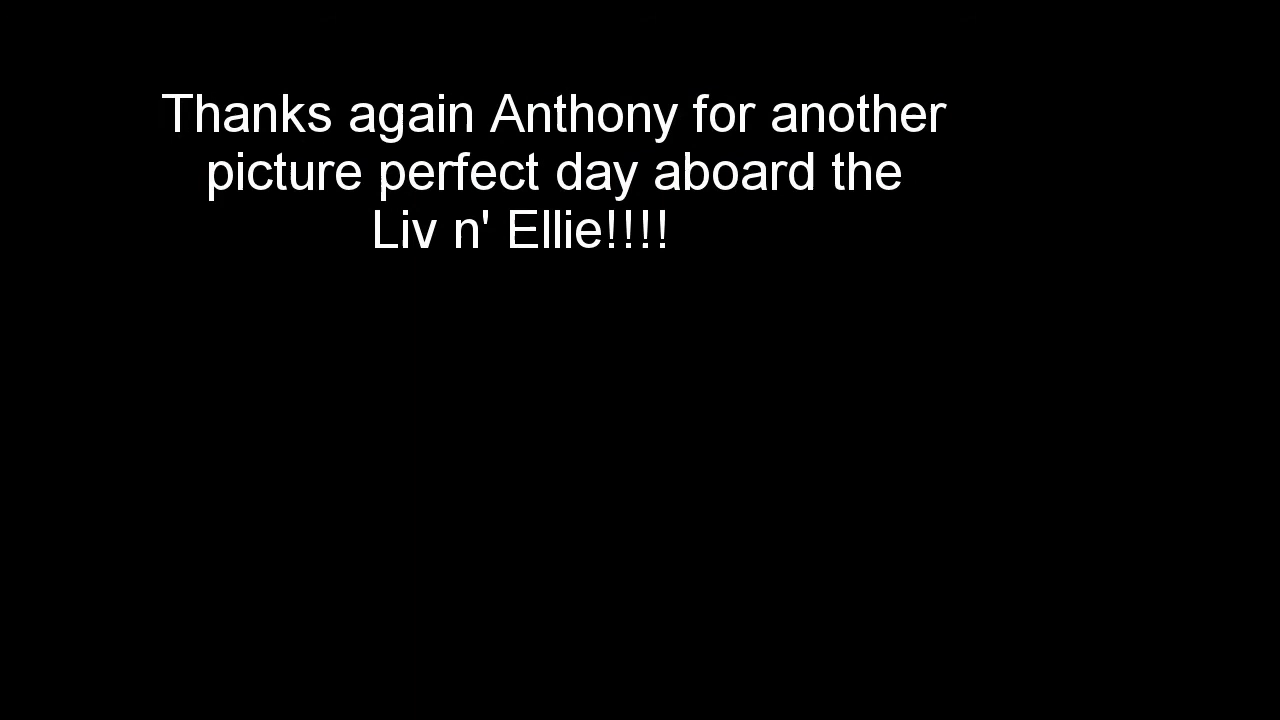 Thanks again Anthony for another
picture perfect day aboard the
Liv n' Ellie!!!!